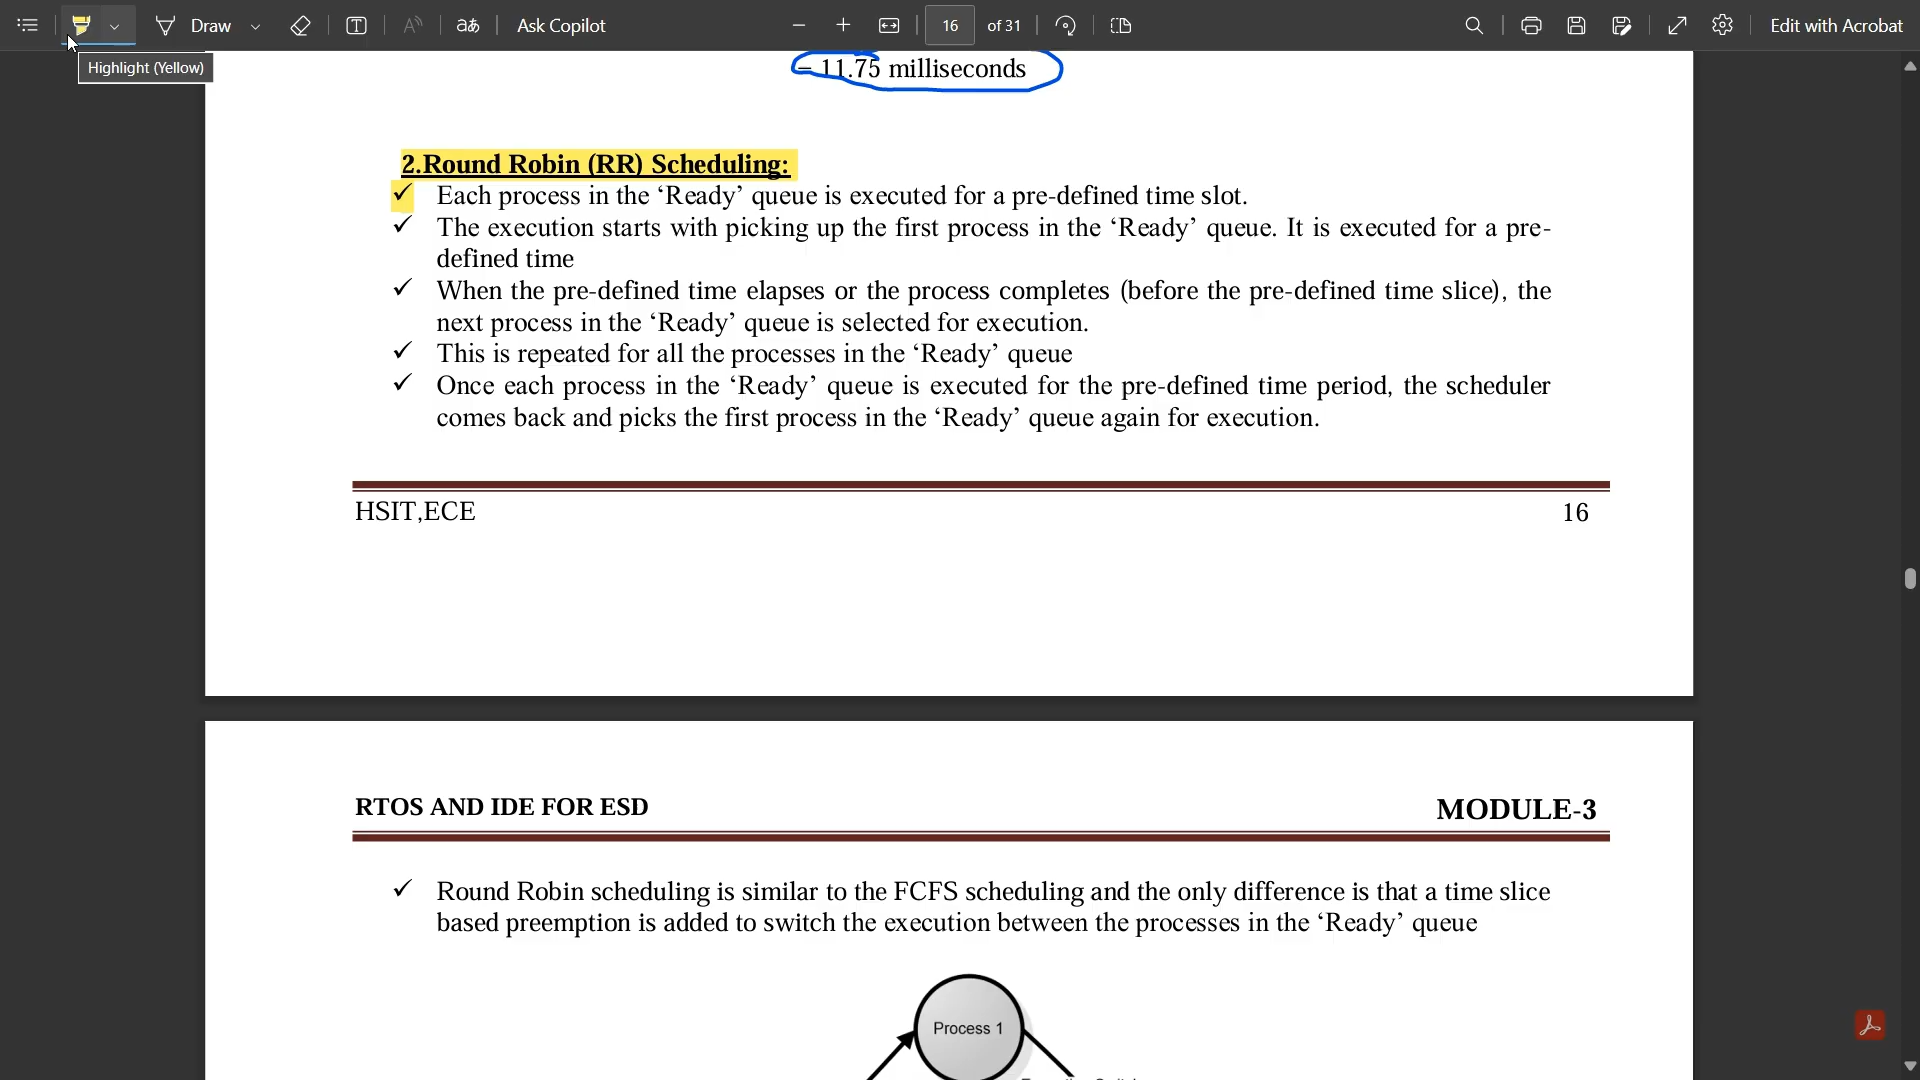 Draw
aあ
Ask Copilot
16 of 31
Edit with Acrobat
Highlight (Yellow)
= 11.75 milliseconds
2.Round Robin (RR) Scheduling:
✓ Each process in the ‘Ready’ queue is executed for a pre-defined time slot.
✓ The execution starts with picking up the first process in the ‘Ready’ queue. It is executed for a pre-
defined time
✓ When the pre-defined time elapses or the process completes (before the pre-defined time slice), the
next process in the ‘Ready’ queue is selected for execution.
✓ This is repeated for all the processes in the ‘Ready’ queue
✓ Once each process in the ‘Ready’ queue is executed for the pre-defined time period, the scheduler
comes back and picks the first process in the ‘Ready’ queue again for execution.
HSIT,ECE 16
RTOS AND IDE FOR ESD MODULE-3
✓ Round Robin scheduling is similar to the FCFS scheduling and the only difference is that a time slice
based preemption is added to switch the execution between the processes in the ‘Ready’ queue
Process 1